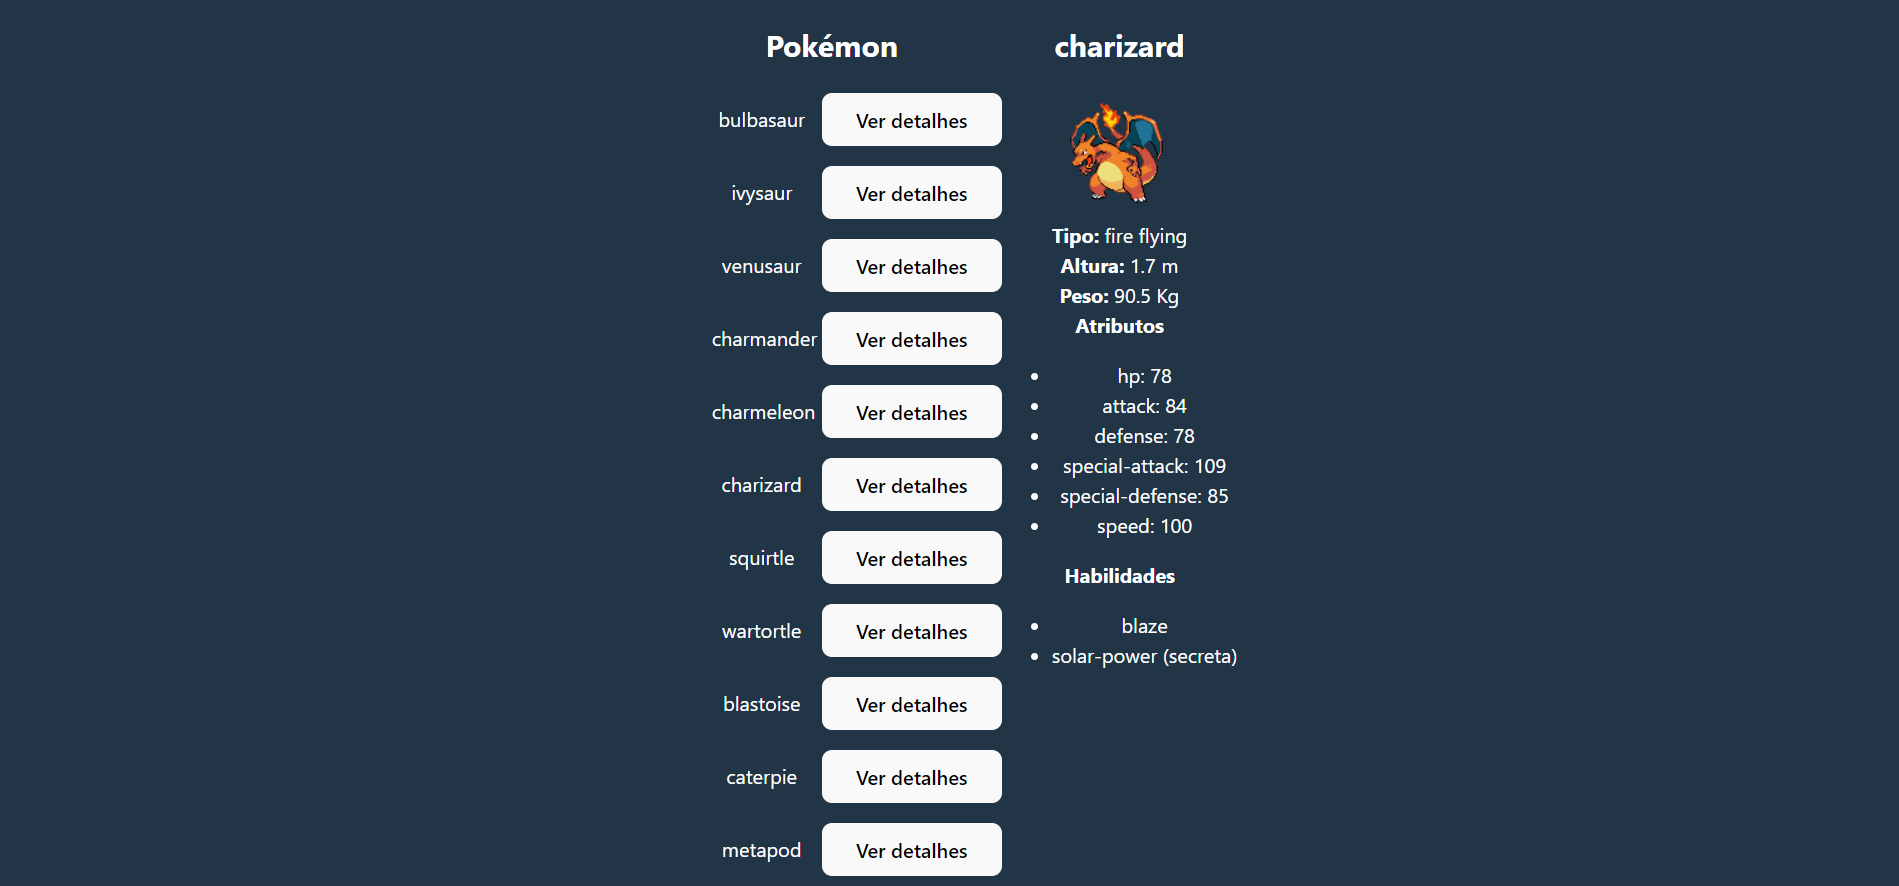 Pokémon
bulbasaur Ver detalhes
ivysaur Ver detalhes
venusaur Ver detalhes
charmander Ver detalhes
charmeleon Ver detalhes
charizard Ver detalhes
squirtle Ver detalhes
wartortle Ver detalhes
blastoise Ver detalhes
caterpie Ver detalhes
metapod Ver detalhes
charizard
Tipo: fire flying
Altura: 1.7 m
Peso: 90.5 Kg
Atributos
• hp: 78
• attack: 84
• defense: 78
• special-attack: 109
• special-defense: 85
• speed: 100
Habilidades
• blaze
• solar-power (secreta)